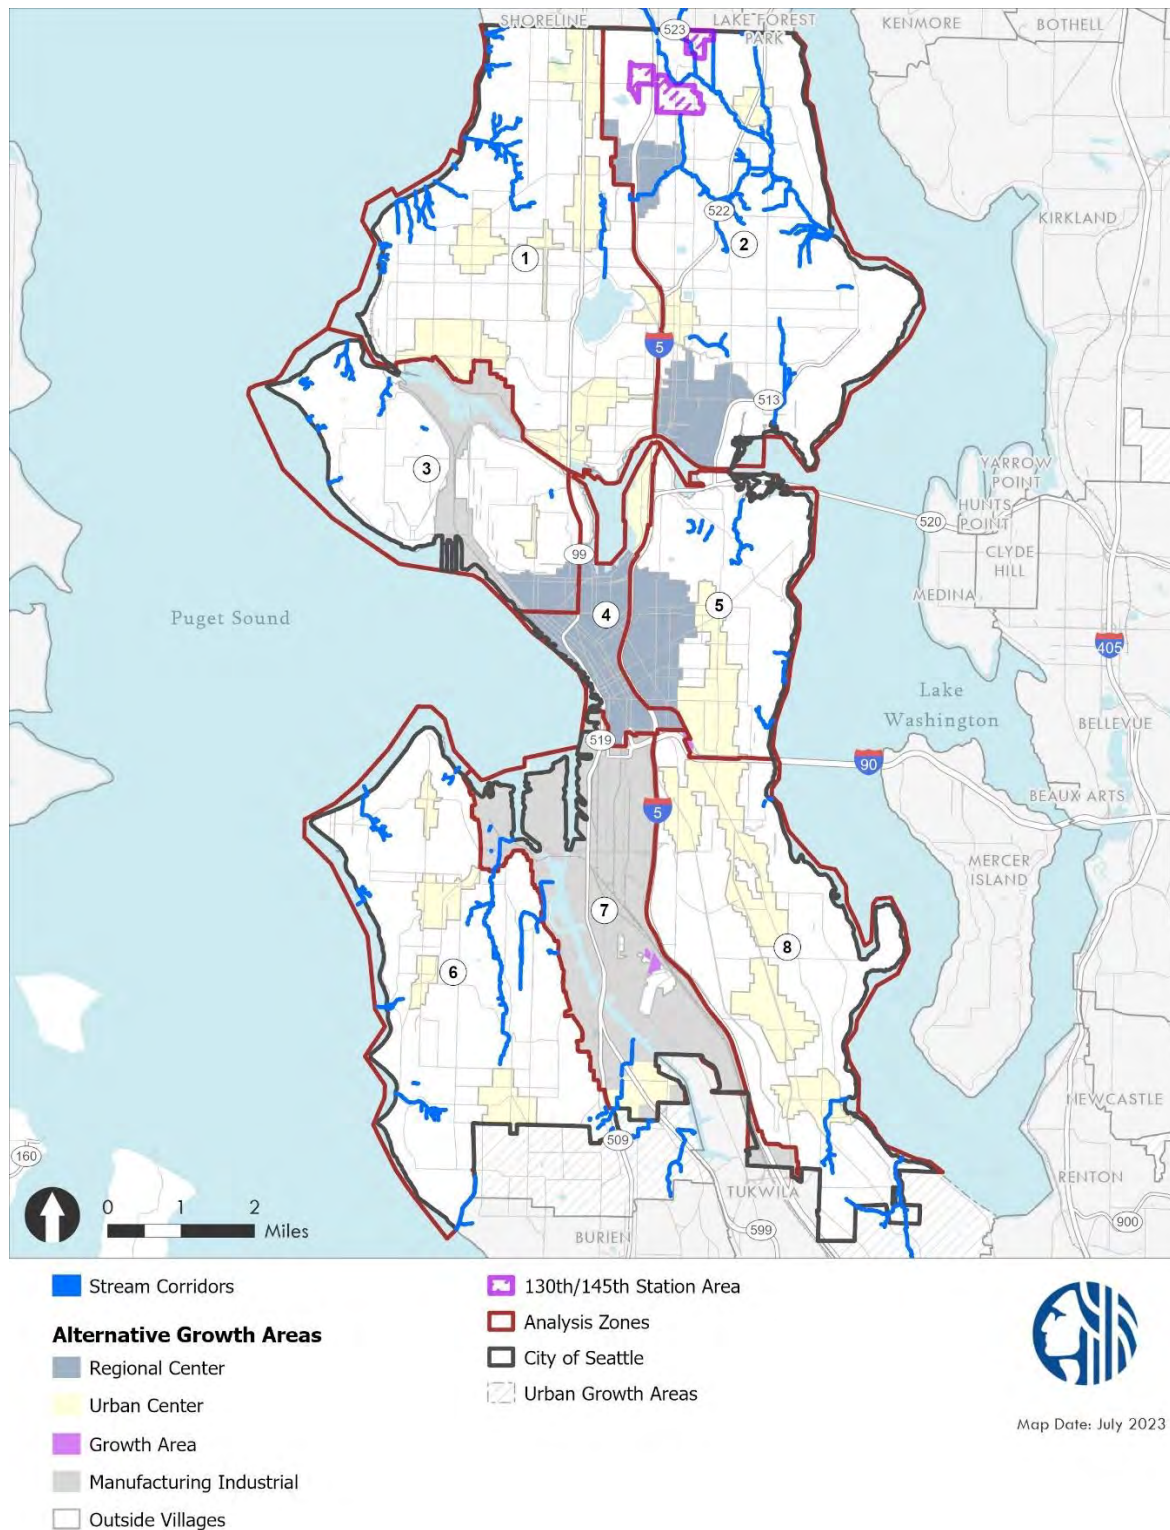 SHORELINE
LAKE FOREST
PARK
KENMORE
BOTHELL
523
522
KIRKLAND
1
2
5
513
3
YARROW
POINT
HUNTS
POINT
520
CLYDE
HILL
99
MEDINA
4
5
Puget Sound
405
Lake
Washington
BELLEVUE
519
90
BEAUX ARTS
5
MERCER
ISLAND
7
8
6
NEWCASTLE
160
509
RENTON
TUKWILA
900
599
BURIEN
0 1 2
Miles
Stream Corridors
Alternative Growth Areas
Regional Center
Urban Center
Growth Area
Manufacturing Industrial
Outside Villages
130th/145th Station Area
Analysis Zones
City of Seattle
Urban Growth Areas
Map Date: July 2023